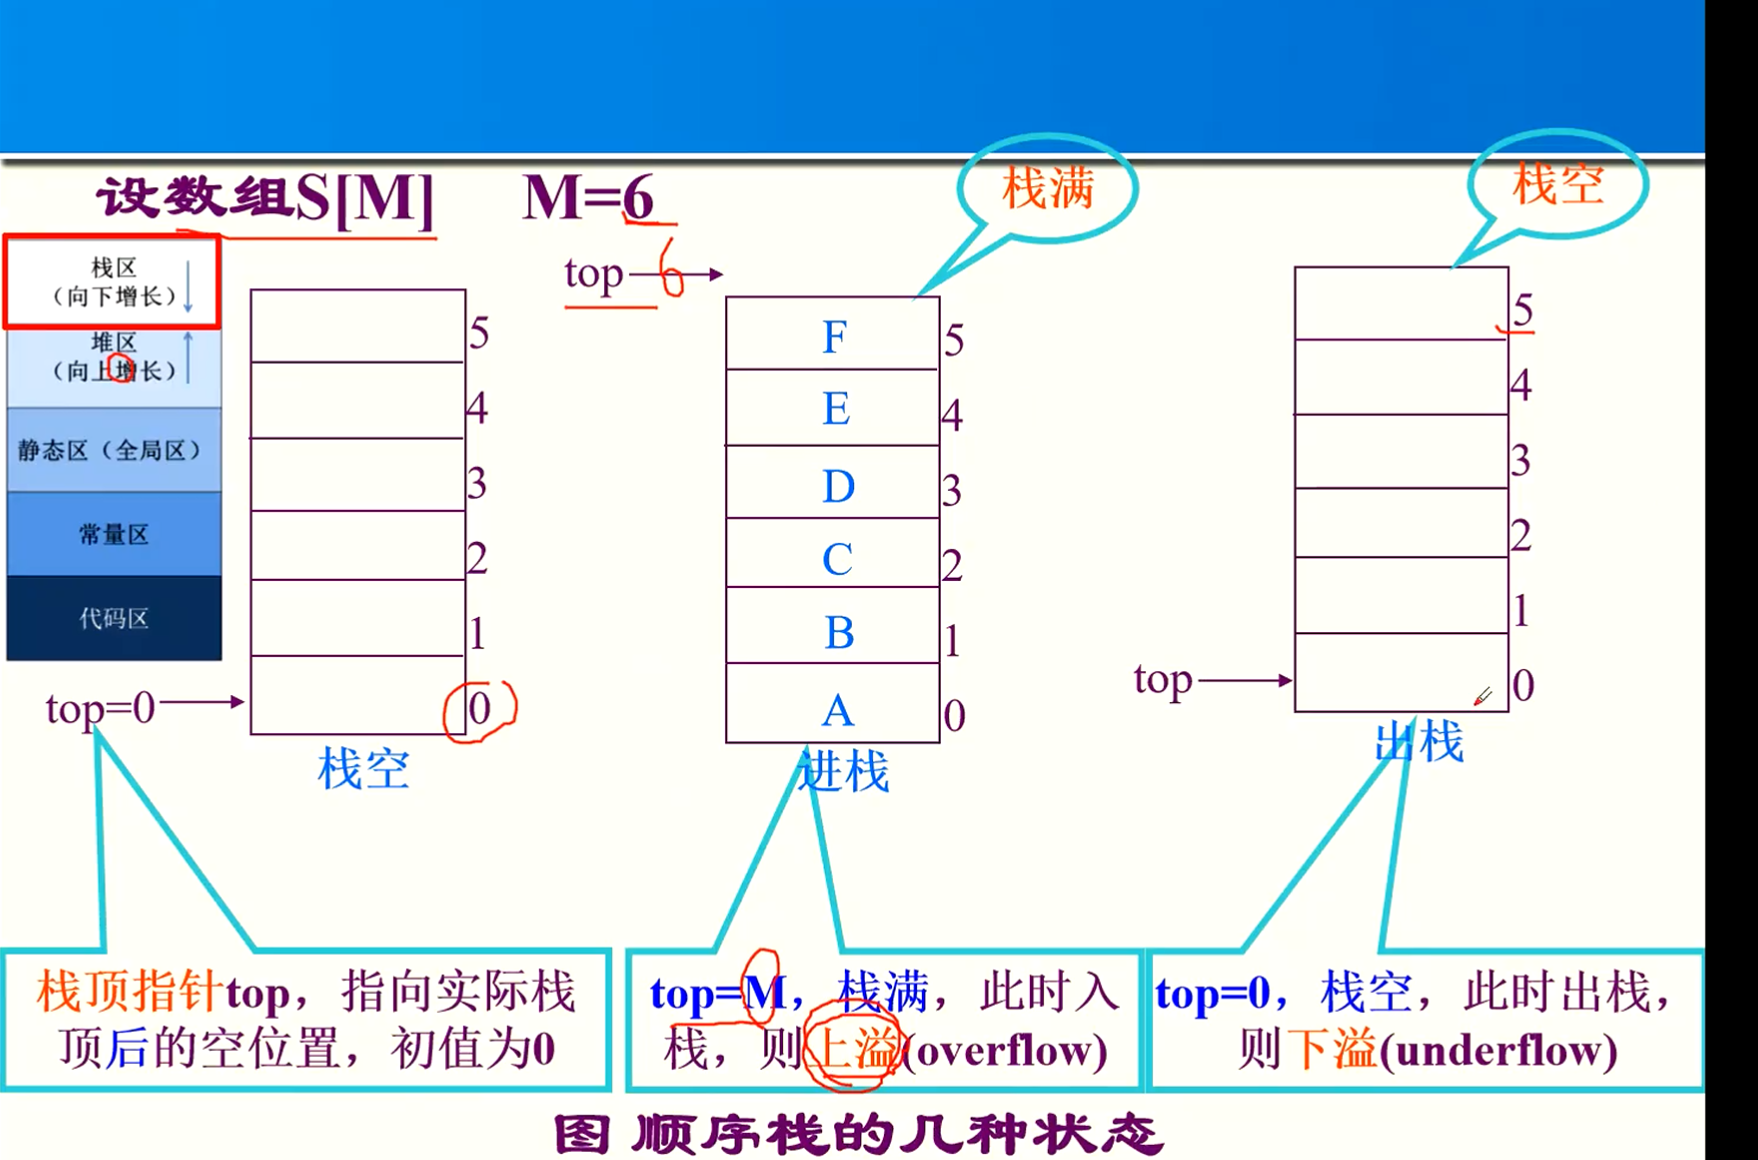 设数组S[M] M=6
栈满
栈空
栈区
（向下增长）
堆区
（向上增长）
静态区（全局区）
常量区
代码区
top=0
5
4
3
2
1
0
栈空
top
6
F 5
E 4
D 3
C 2
B 1
A 0
进栈
top
5
4
3
2
1
0
出栈
栈顶指针top，指向实际栈
顶后的空位置，初值为0
top=M，栈满，此时入
栈，则上溢(overflow)
top=0，栈空，此时出栈，
则下溢(underflow)
图 顺序栈的几种状态